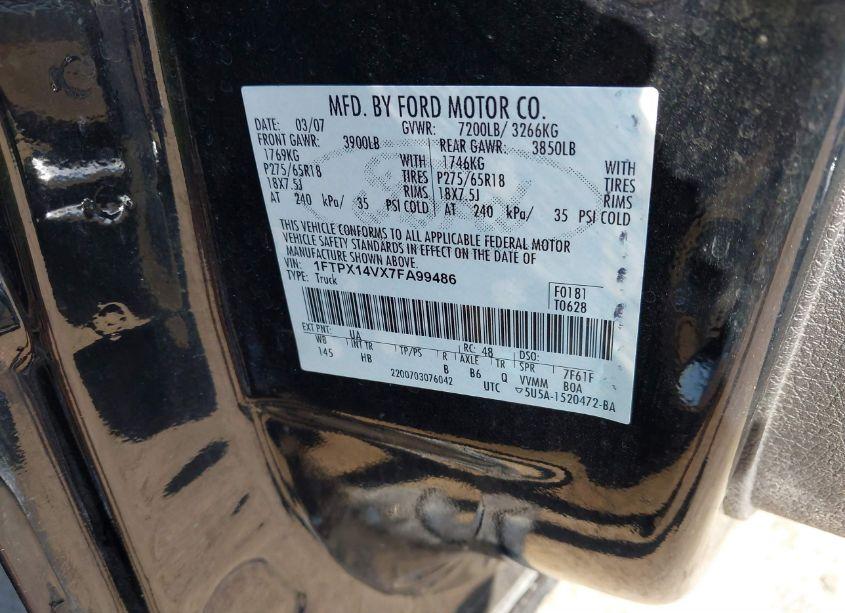 MFD. BY FORD MOTOR CO.
DATE: 03/07 GVWR: 7200LB/ 3266KG
FRONT GAWR: 3900LB REAR GAWR: 3850LB
1769KG WITH 1746KG WITH
P275/65R18 TIRES P275/65R18 TIRES
18X7.5J RIMS 18X7.5J RIMS
AT 240 kPa/ 35 PSI COLD AT 240 kPa/ 35 PSI COLD
THIS VEHICLE CONFORMS TO ALL APPLICABLE FEDERAL MOTOR
VEHICLE SAFETY STANDARDS IN EFFECT ON THE DATE OF
MANUFACTURE SHOWN ABOVE.
VIN: 1FTPX14VX7FA99486
TYPE: Truck
F0181
T0628
EXT PNT: UA RC: 48 DSO:
WB INT TR TP/PS R AXLE TR SPR 7F61F
145 HB B B6 Q VVMM BOA
2200703076042 UTC 5U5A-1520472-BA